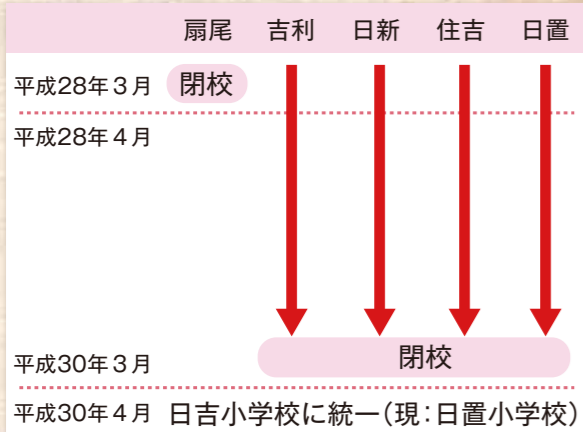 扇尾 吉利 日新 住吉 日置
平成28年3月 閉校
平成28年4月
平成30年3月 閉校
平成30年4月 日吉小学校に統一(現:日置小学校)